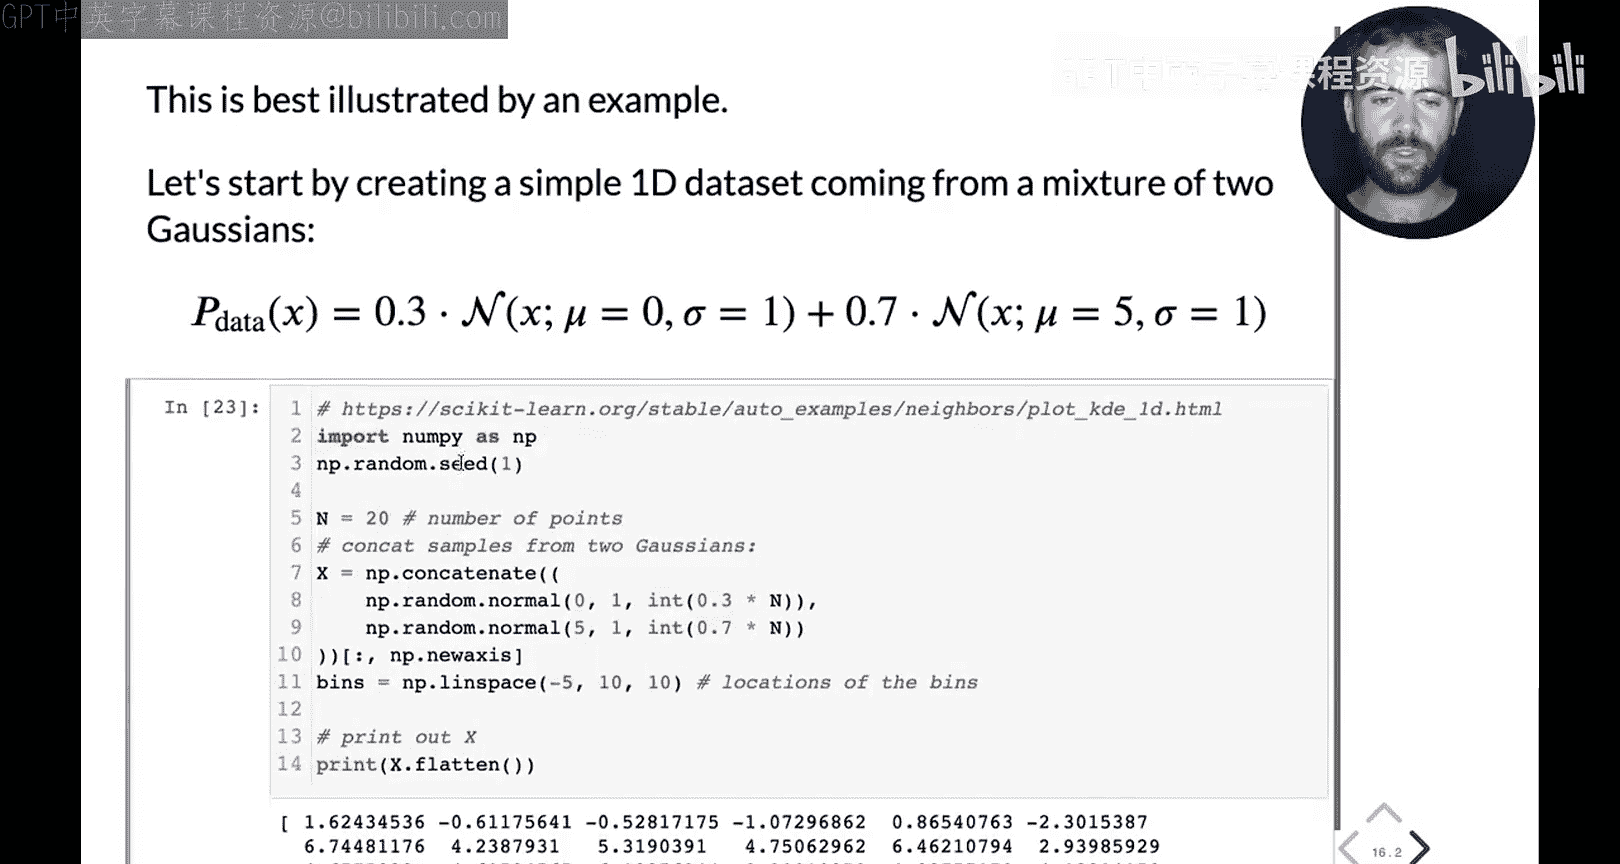 GPT中英字幕课程资源@bilibili.com
课程资源 bilibili
This is best illustrated by an example.
Let's start by creating a simple 1D dataset coming from a mixture of two
Gaussians:
P_data(x) = 0.3 · 𝒩(x; μ = 0, σ = 1) + 0.7 · 𝒩(x; μ = 5, σ = 1)
In [23]:
1 # https://scikit-learn.org/stable/auto_examples/neighbors/plot_kde_1d.html
2 import numpy as np
3 np.random.seed(1)
4
5 N = 20 # number of points
6 # concat samples from two Gaussians:
7 X = np.concatenate((
8     np.random.normal(0, 1, int(0.3 * N)),
9     np.random.normal(5, 1, int(0.7 * N))
10 ))[:, np.newaxis]
11 bins = np.linspace(-5, 10, 10) # locations of the bins
12
13 # print out X
14 print(X.flatten())
[ 1.62434536 -0.61175641 -0.52817175 -1.07296862 0.86540763 -2.3015387
6.74481176 4.2387931 5.3190391 4.75062962 6.46210794 2.93985929
16.2